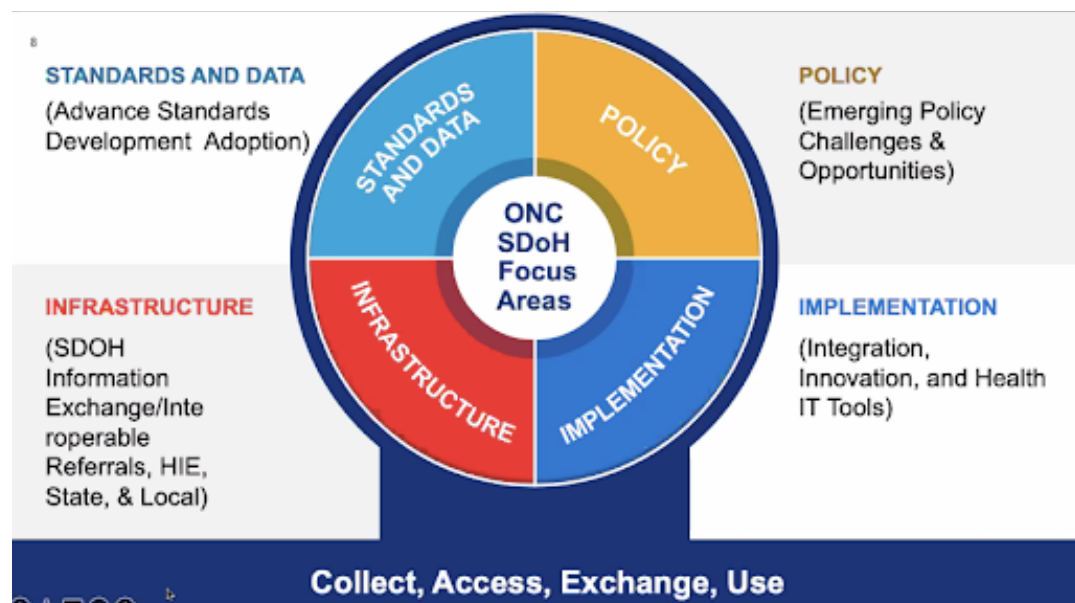 8
STANDARDS AND DATA
(Advance Standards
Development Adoption)
POLICY
(Emerging Policy
Challenges &
Opportunities)
STANDARDS
AND DATA
POLICY
ONC
SDoH
Focus
Areas
INFRASTRUCTURE
IMPLEMENTATION
INFRASTRUCTURE
(SDOH
Information
Exchange/Inte
roperable
Referrals, HIE,
State, & Local)
IMPLEMENTATION
(Integration,
Innovation, and Health
IT Tools)
Collect, Access, Exchange, Use